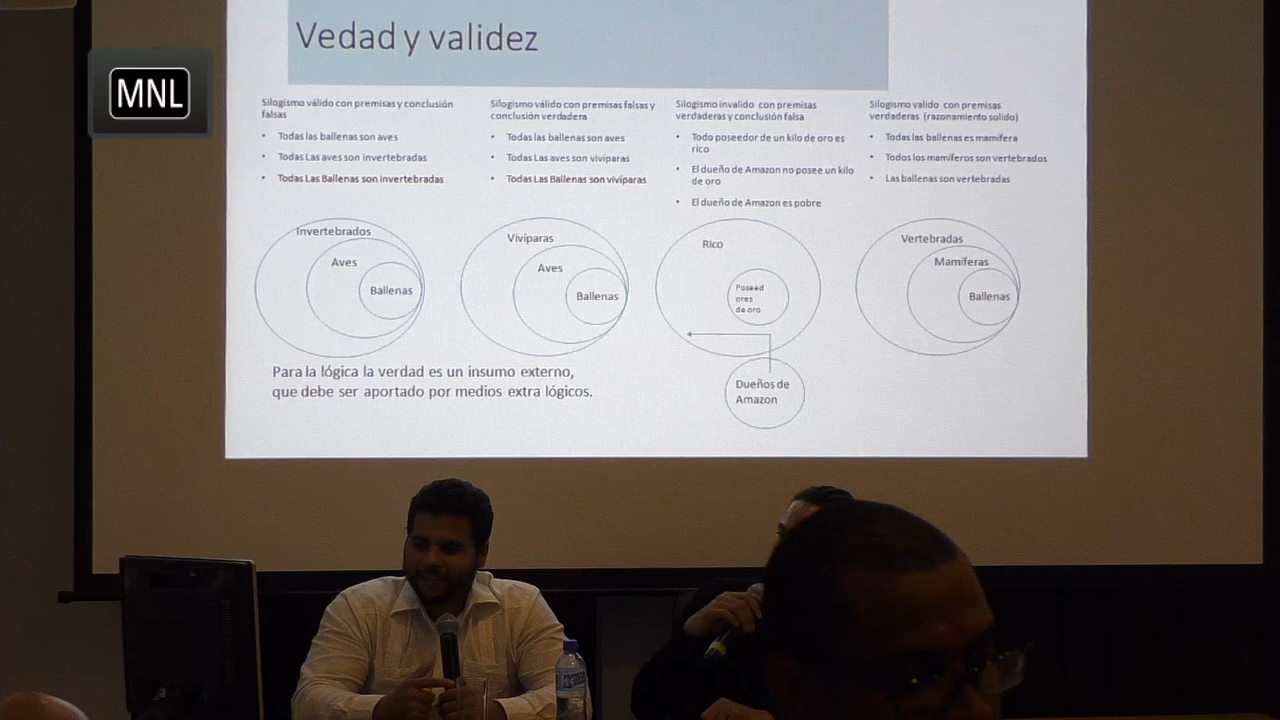 Vedad y validez
MNL
Silogismo válido con premisas y conclusión
falsas
• Todas las ballenas son aves
• Todas Las aves son invertebradas
• Todas Las Ballenas son invertebradas
Silogismo válido con premisas falsas y
conclusión verdadera
• Todas las ballenas son aves
• Todas Las aves son vivíparas
• Todas Las Ballenas son vivíparas
Silogismo invalido con premisas
verdaderas y conclusión falsa
• Todo poseedor de un kilo de oro es
rico
• El dueño de Amazon no posee un kilo
de oro
• El dueño de Amazon es pobre
Silogismo valido con premisas
verdaderas (razonamiento solido)
• Todas las ballenas es mamífera
• Todos los mamíferos son vertebrados
• Las ballenas son vertebradas
Invertebrados
Aves
Ballenas
Vivíparas
Aves
Ballenas
Rico
Poseed
ores
de oro
Dueños de
Amazon
Vertebradas
Mamíferas
Ballenas
Para la lógica la verdad es un insumo externo,
que debe ser aportado por medios extra lógicos.